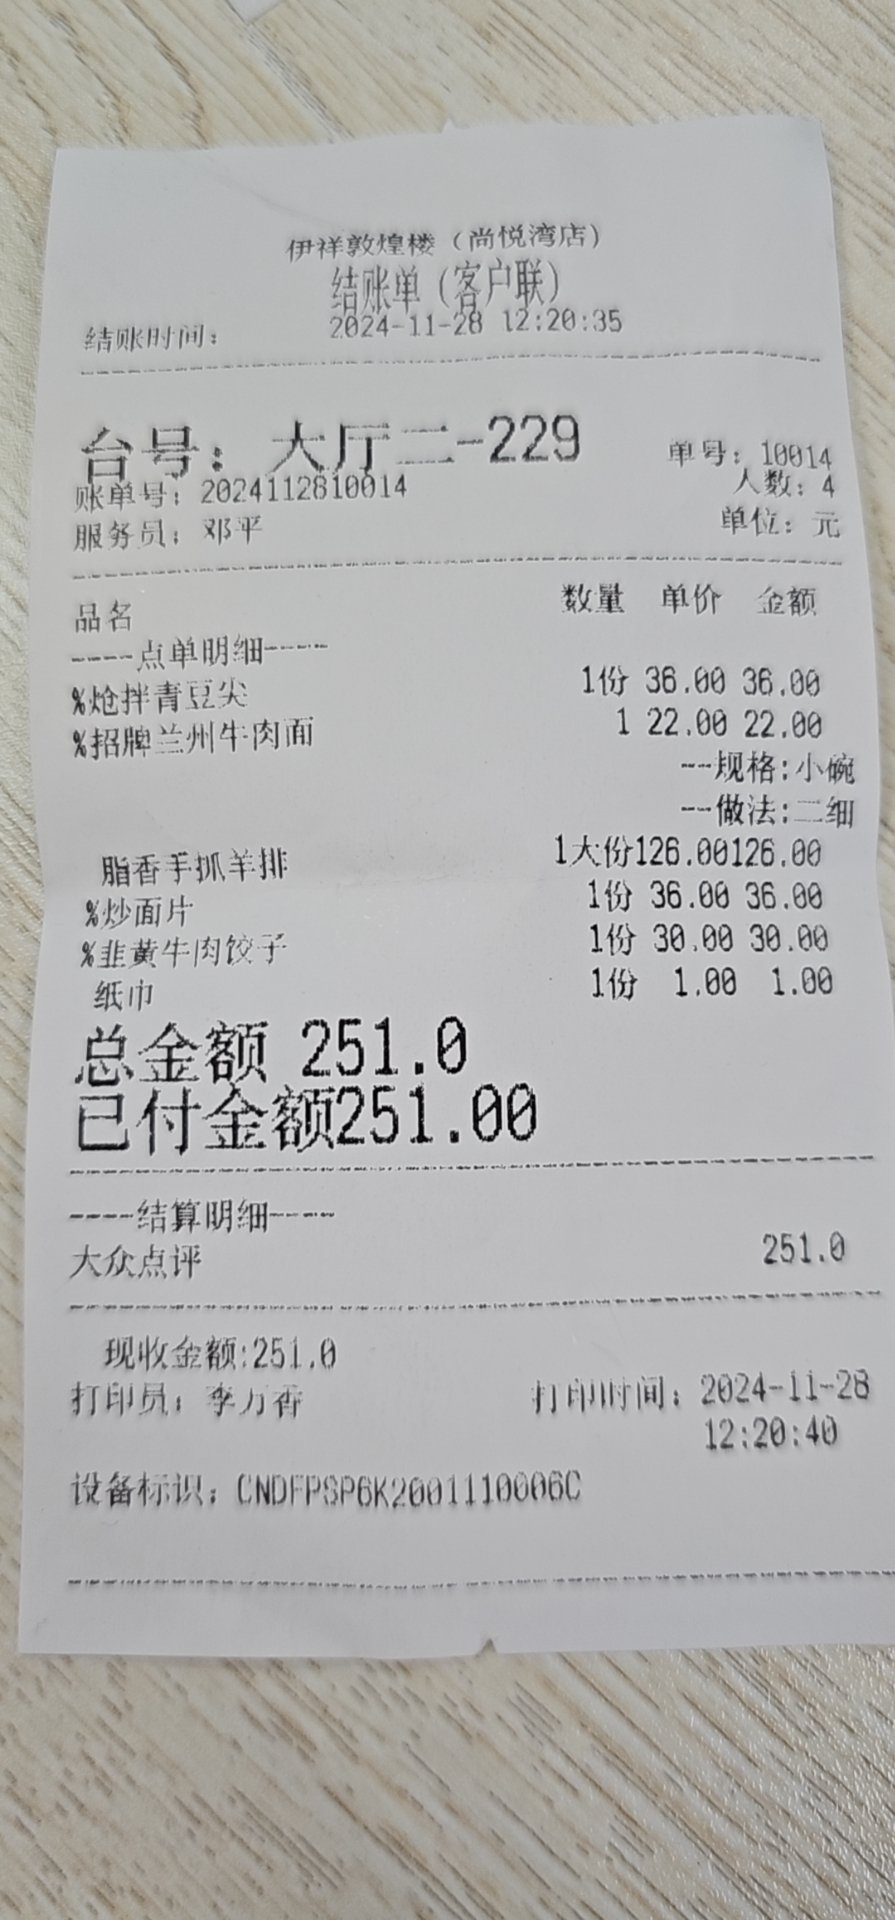 伊祥敦煌楼（尚悦湾店）
结账单（客户联）
结账时间： 2024-11-28 12:20:35
台号：大厅二-229 单号：10014
账单号：2024112810014 人数：4
服务员：邓平 单位：元
品名 数量 单价 金额
----点单明细----
%炝拌青豆尖 1份 36.00 36.00
%招牌兰州牛肉面 1 22.00 22.00
--规格:小碗
--做法:二细
脂香手抓羊排 1大份126.00126.00
%炒面片 1份 36.00 36.00
%韭黄牛肉饺子 1份 30.00 30.00
纸巾 1份 1.00 1.00
总金额 251.0
已付金额251.00
----结算明细----
大众点评 251.0
现收金额:251.0
打印员：李万香 打印时间：2024-11-28
12:20:40
设备标识：CNDFPSP6K2001110006C